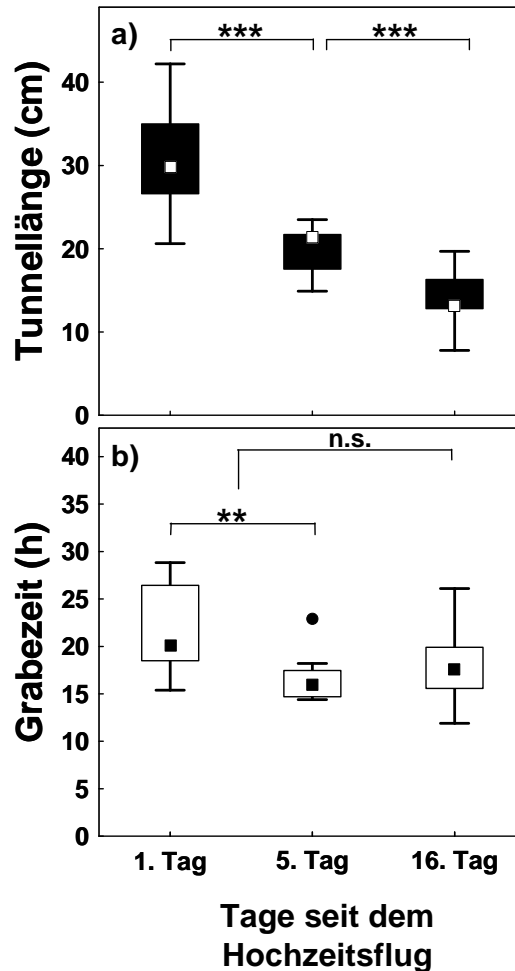 a)
***
***
Tunnellänge (cm)
40
30
20
10
0
b)
n.s.
**
Grabezeit (h)
40
35
30
25
20
15
10
5
0
1. Tag
5. Tag
16. Tag
Tage seit dem
Hochzeitsflug